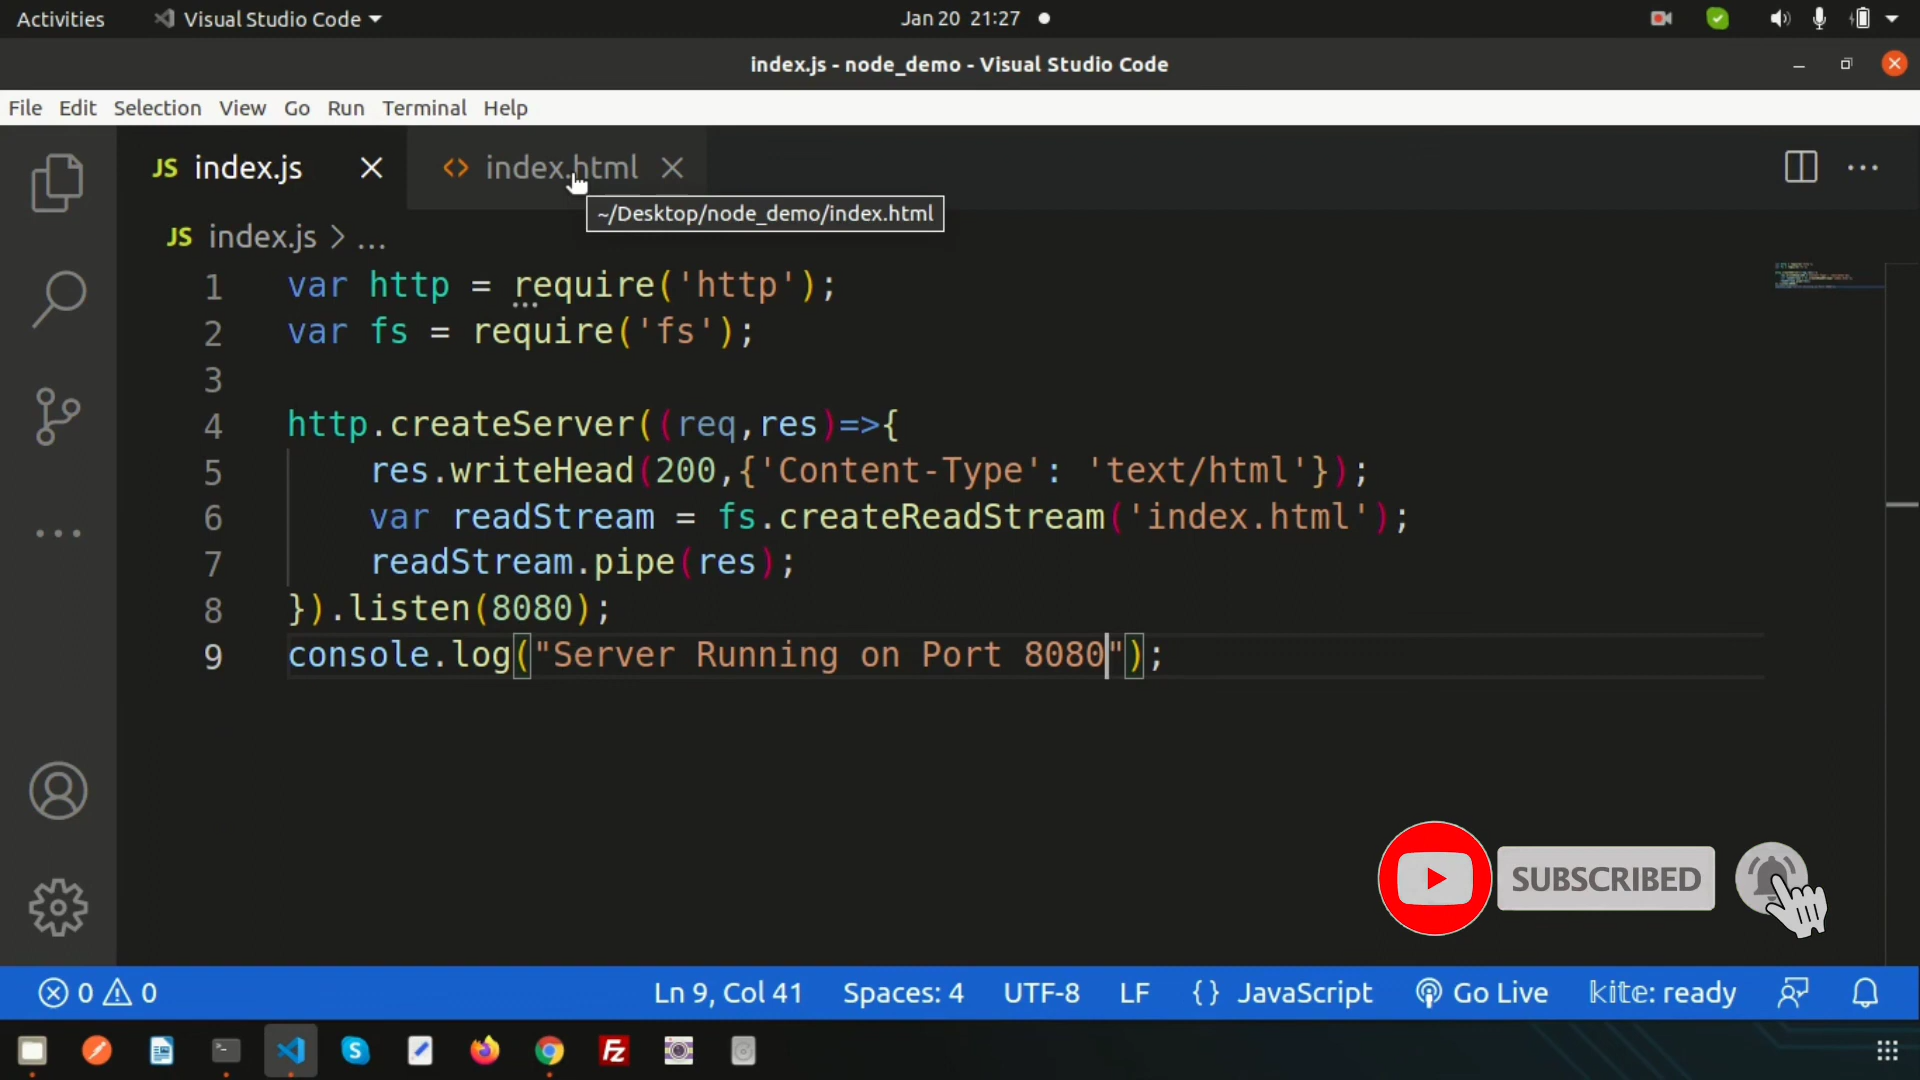 Activities Visual Studio Code Jan 20 21:27
index.js - node_demo - Visual Studio Code
File Edit Selection View Go Run Terminal Help
JS index.js index.html
~/Desktop/node_demo/index.html
JS index.js > ...
1 var http = require('http');
2 var fs = require('fs');
3
4 http.createServer((req,res)=>{
5 res.writeHead(200,{'Content-Type': 'text/html'});
6 var readStream = fs.createReadStream('index.html');
7 readStream.pipe(res);
8 }).listen(8080);
9 console.log("Server Running on Port 8080");
SUBSCRIBED
0 0 Ln 9, Col 41 Spaces: 4 UTF-8 LF {} JavaScript Go Live kite: ready